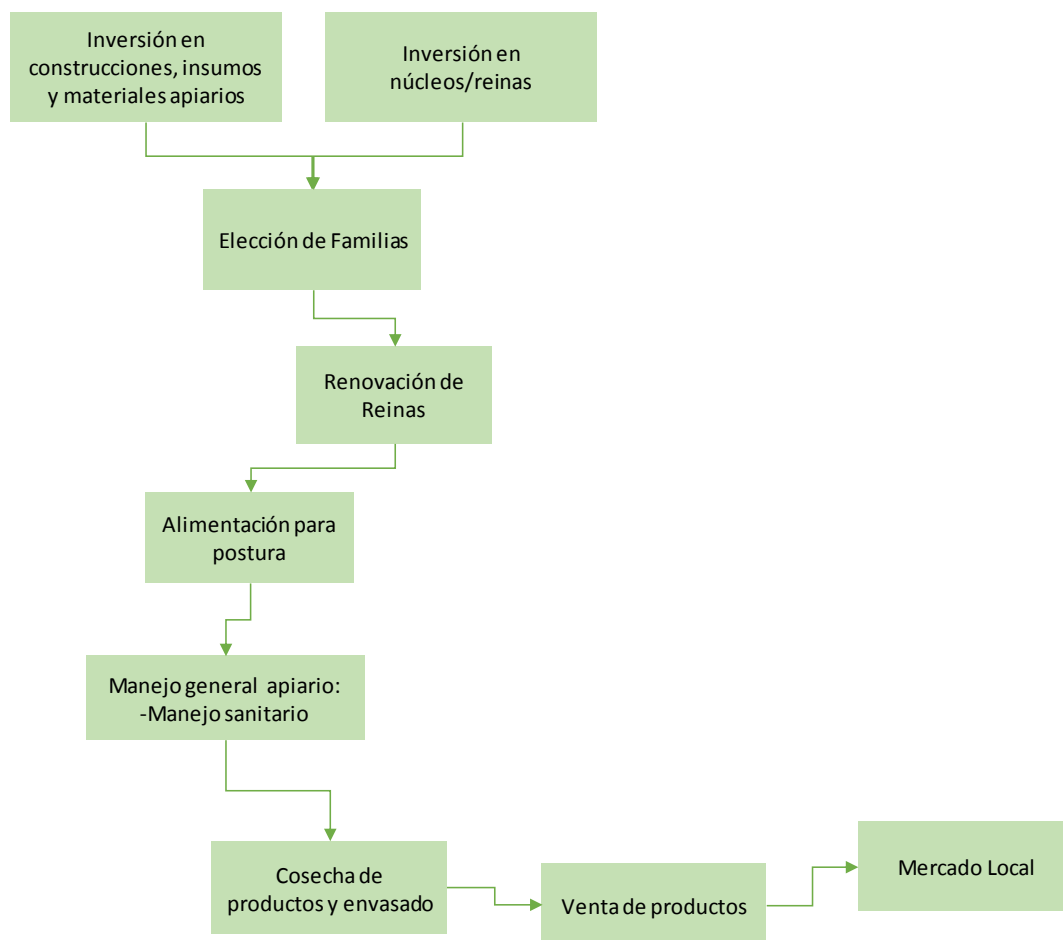 Inversión en
construcciones, insumos
y materiales apiarios
Inversión en
núcleos/reinas
Elección de Familias
Renovación de
Reinas
Alimentación para
postura
Manejo general apiario:
-Manejo sanitario
Cosecha de
productos y envasado
Venta de productos
Mercado Local